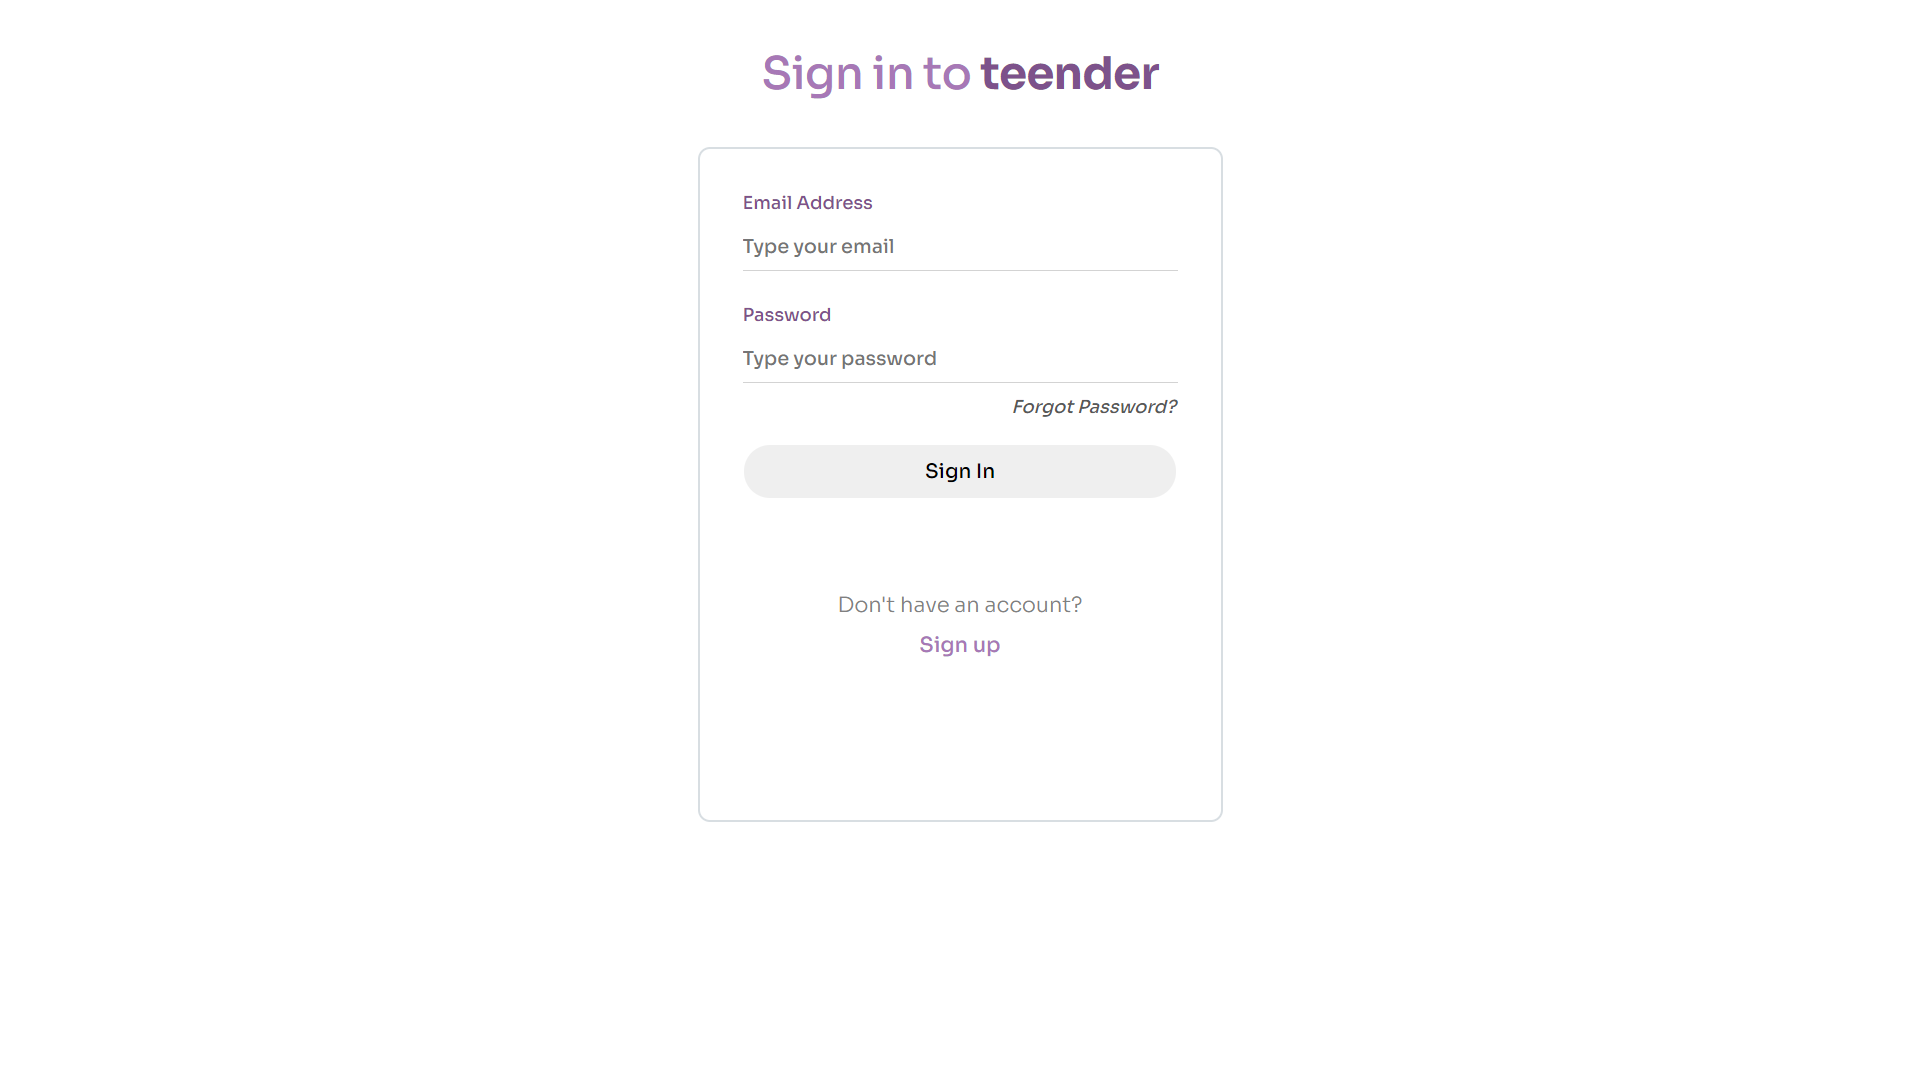 Sign in to teender
Email Address
Type your email
Password
Type your password
Forgot Password?
Sign In
Don't have an account?
Sign up